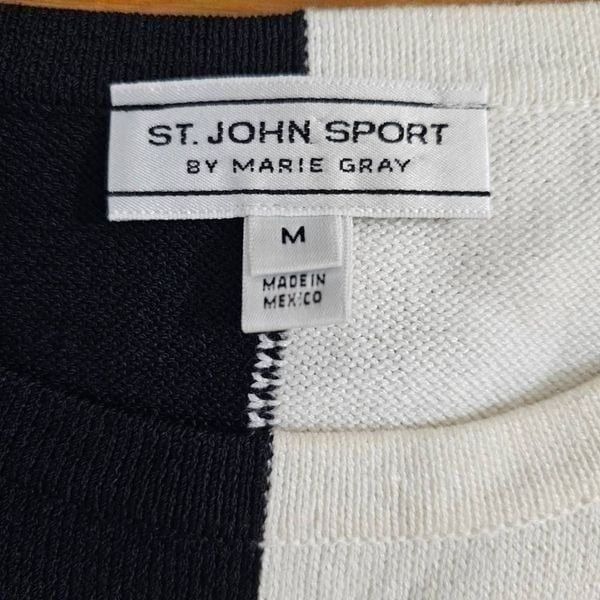 ST. JOHN SPORT
BY MARIE GRAY
M
MADE IN
MEXICO